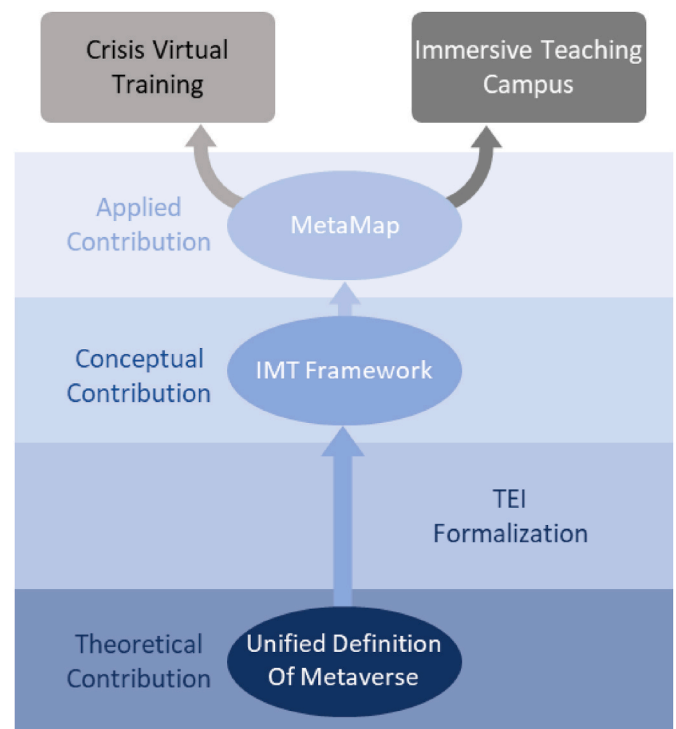 Crisis Virtual
Training
Immersive Teaching
Campus
Applied
Contribution
MetaMap
Conceptual
Contribution
IMT Framework
TEI
Formalization
Theoretical
Contribution
Unified Definition
Of Metaverse